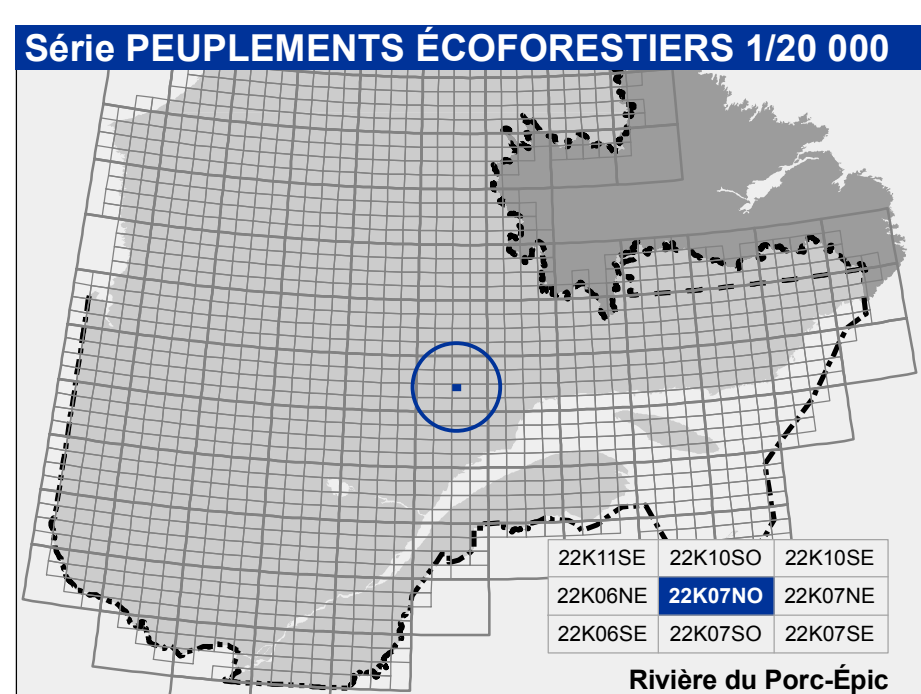 Série PEUPLEMENTS ÉCOFORESTIERS 1/20 000
22K11SE 22K10SO 22K10SE
22K06NE 22K07NO 22K07NE
22K06SE 22K07SO 22K07SE
Rivière du Porc-Épic